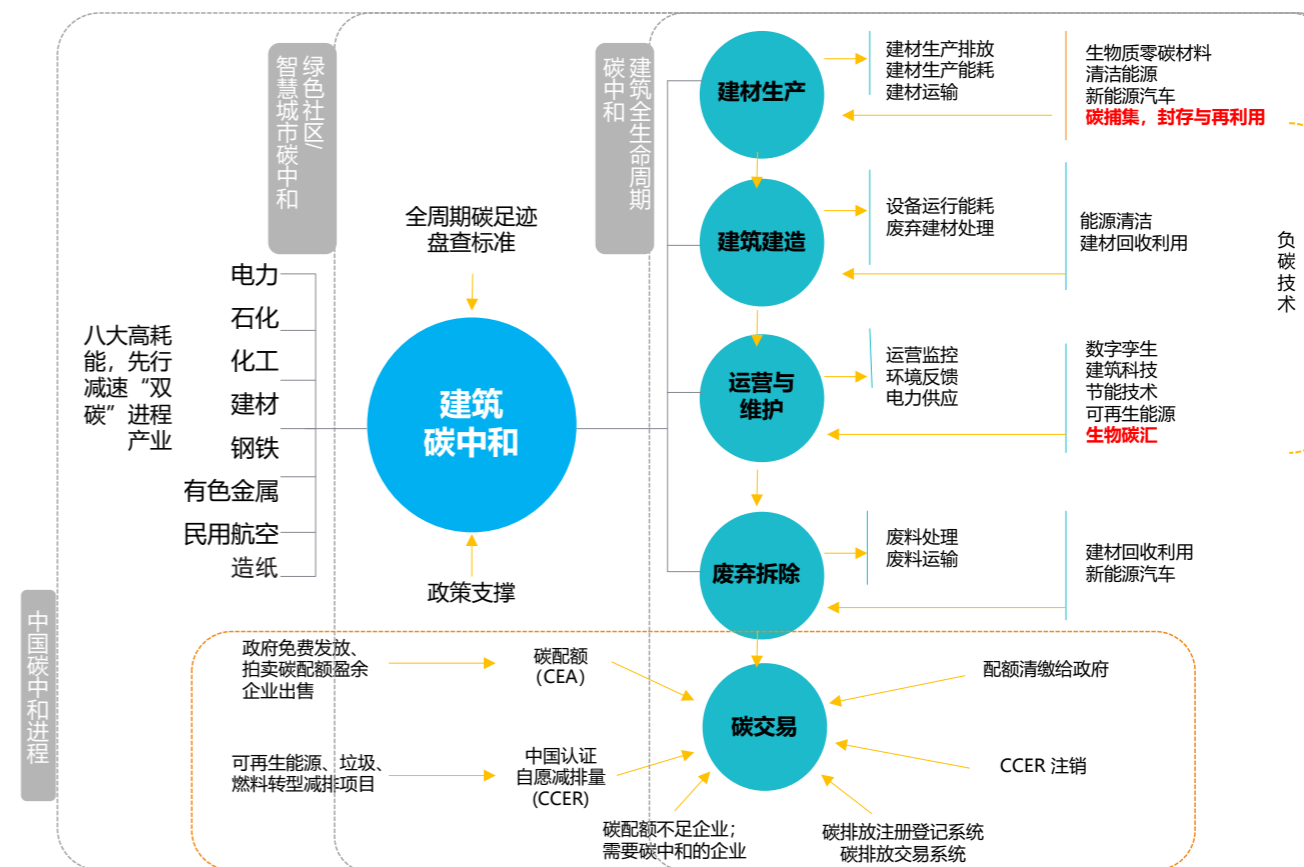 绿色社区/
智慧城市碳中和
建筑全生命周期
碳中和
中国碳中和进程
八大高耗
能，先行
减速“双
碳”进程
产业
电力
石化
化工
建材
钢铁
有色金属
民用航空
造纸
全周期碳足迹
盘查标准
建筑
碳中和
政策支撑
建材生产
建材生产排放
建材生产能耗
建材运输
生物质零碳材料
清洁能源
新能源汽车
碳捕集，封存与再利用
建筑建造
设备运行能耗
废弃建材处理
能源清洁
建材回收利用
负碳技术
运营与
维护
运营监控
环境反馈
电力供应
数字孪生
建筑科技
节能技术
可再生能源
生物碳汇
废弃拆除
废料处理
废料运输
建材回收利用
新能源汽车
政府免费发放、
拍卖碳配额盈余
企业出售
碳配额
（CEA）
碳交易
配额清缴给政府
可再生能源、垃圾、
燃料转型减排项目
中国认证
自愿减排量
(CCER)
CCER 注销
碳配额不足企业；
需要碳中和的企业
碳排放注册登记系统
碳排放交易系统